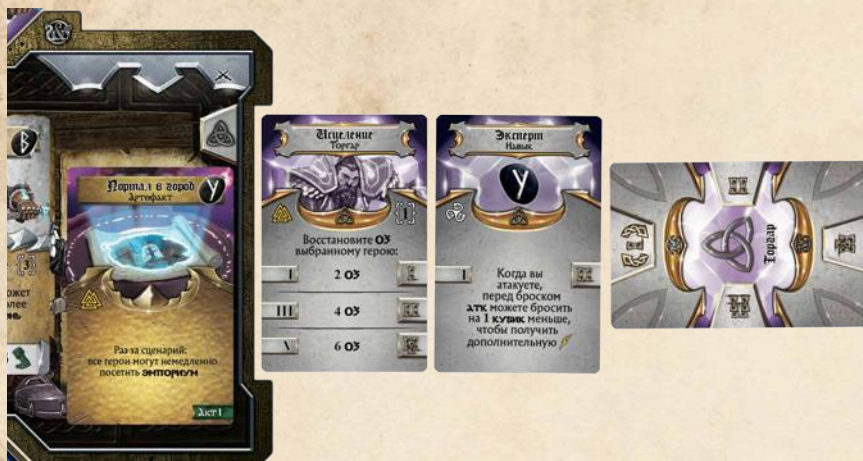 Портал в город
Артефакт
Раз за сценарий:
все герои могут немедленно
посетить эмпориум
Акт I
Исцеление
Торгар
1
Восстановите ОЗ
выбранному герою:
I 2 ОЗ
III 4 ОЗ
V 6 ОЗ
Эксперт
Навык
I
Когда вы
атакуете,
перед броском
АТК можете бросить
на 1 кубик меньше,
чтобы получить
дополнительную
Торгар